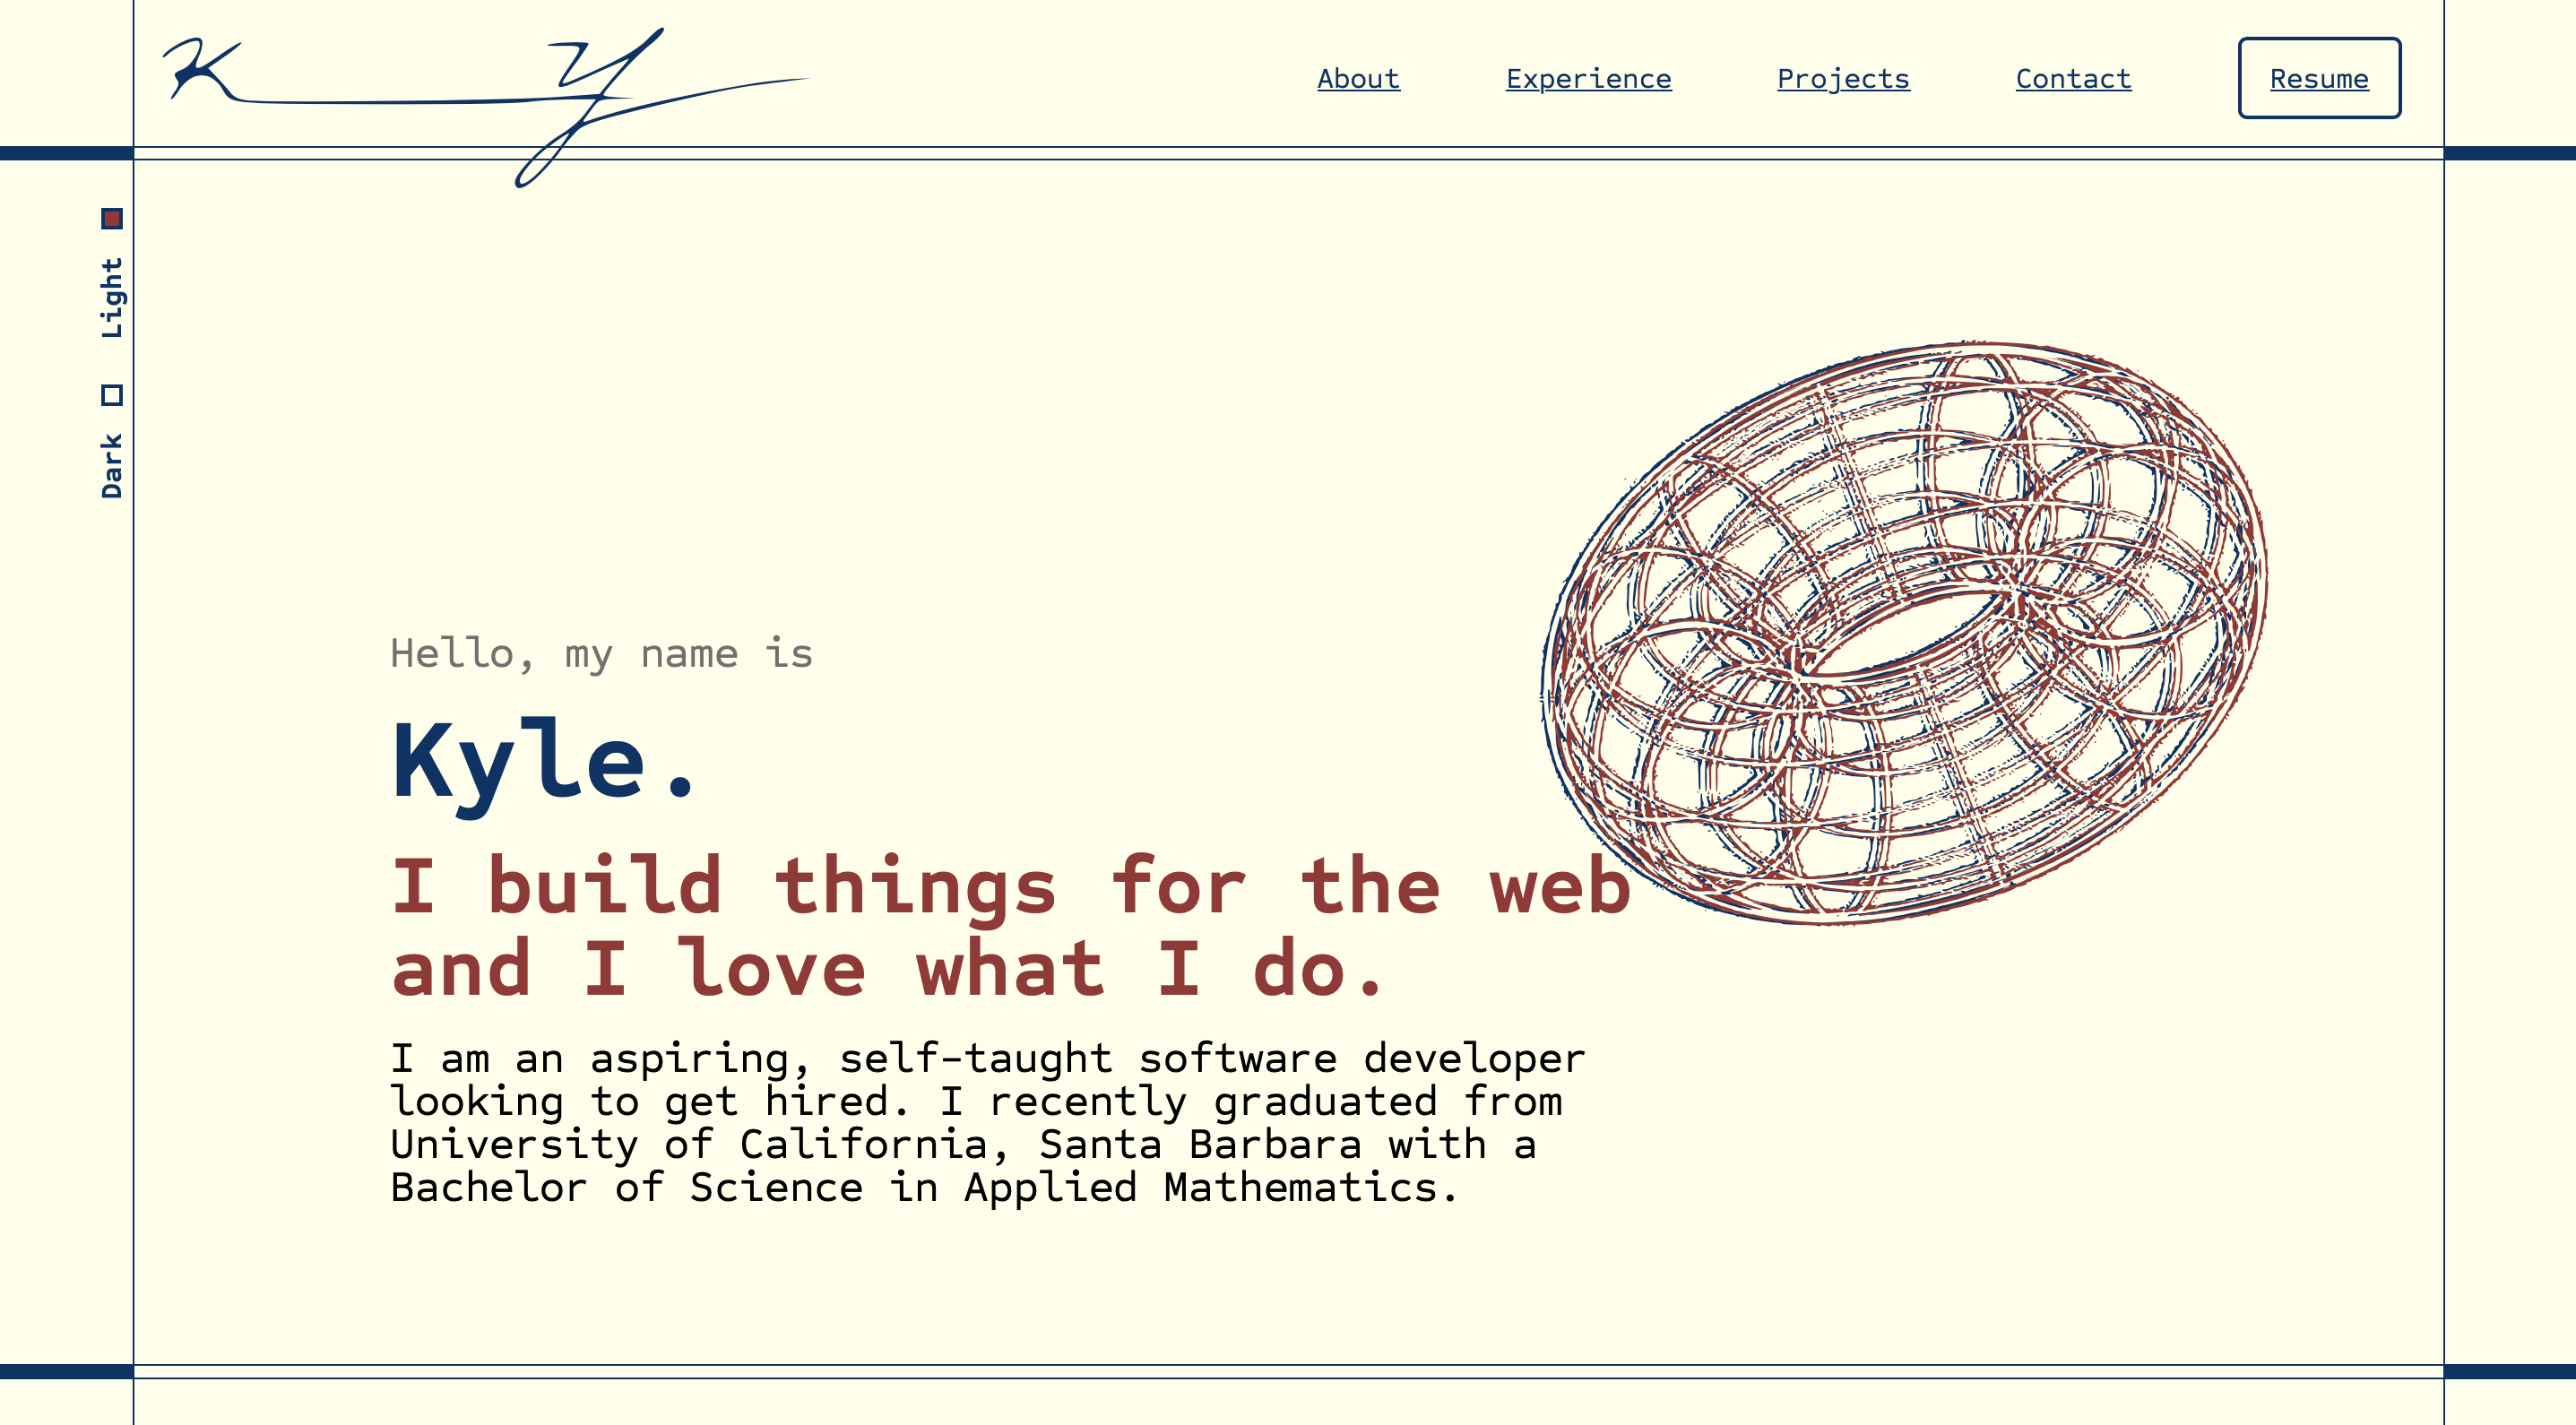 K Y
About Experience Projects Contact Resume
Light
Dark
Hello, my name is
Kyle.
I build things for the web
and I love what I do.
I am an aspiring, self-taught software developer
looking to get hired. I recently graduated from
University of California, Santa Barbara with a
Bachelor of Science in Applied Mathematics.